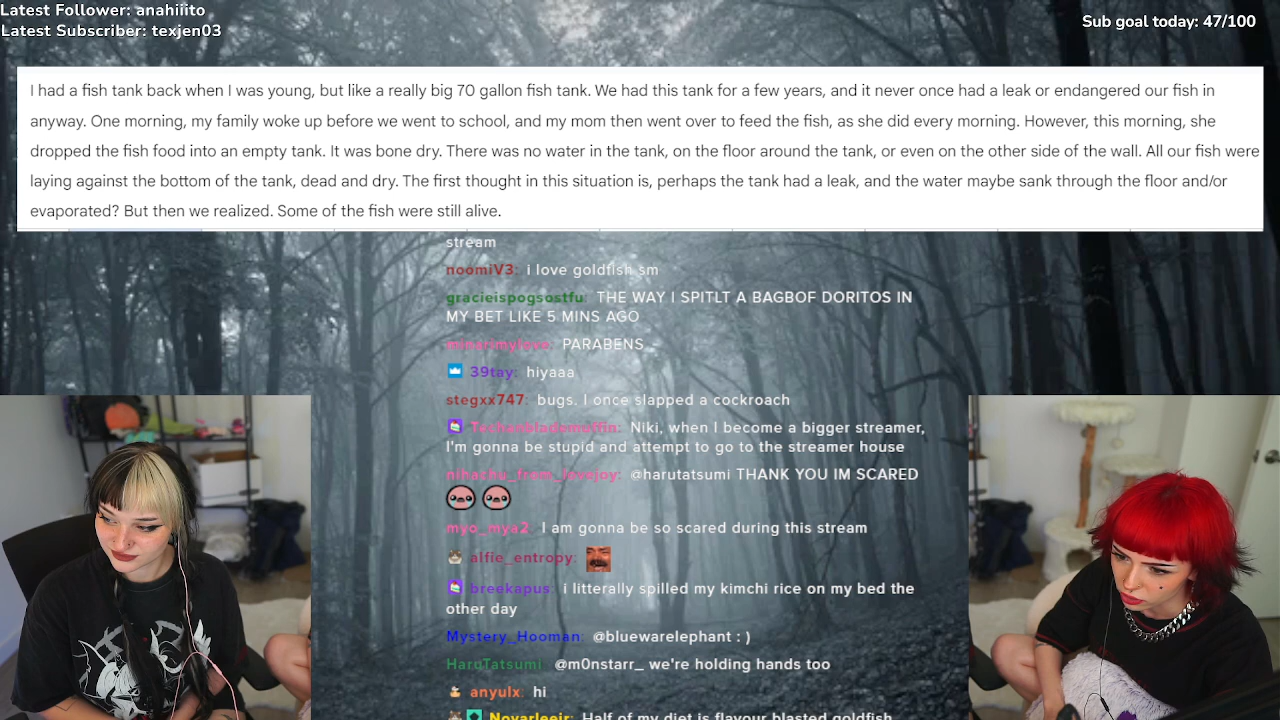 Latest Follower: anahiiito
Latest Subscriber: texjen03
Sub goal today: 47/100
I had a fish tank back when I was young, but like a really big 70 gallon fish tank. We had this tank for a few years, and it never once had a leak or endangered our fish in
anyway. One morning, my family woke up before we went to school, and my mom then went over to feed the fish, as she did every morning. However, this morning, she
dropped the fish food into an empty tank. It was bone dry. There was no water in the tank, on the floor around the tank, or even on the other side of the wall. All our fish were
laying against the bottom of the tank, dead and dry. The first thought in this situation is, perhaps the tank had a leak, and the water maybe sank through the floor and/or
evaporated? But then we realized. Some of the fish were still alive.
stream
noomiV3: i love goldfish sm
gracieispogsostfu: THE WAY I SPITLT A BAGBOF DORITOS IN
MY BET LIKE 5 MINS AGO
minarimylove: PARABENS -
39tay: hiyaaa
stegxx747: bugs. I once slapped a cockroach
Niki, when I become a bigger streamer,
I'm gonna be stupid and attempt to go to the streamer house
nihachu_from_lovejoy: @harutatsumi THANK YOU IM SCARED
myo_mya2: I am gonna be so scared during this stream
alfie_entropy:
breekapus: i litterally spilled my kimchi rice on my bed the
other day
Mystery_Hooman: @bluewarelephant : )
HaruTatsumi: @m0nstarr_ we're holding hands too
anyulx: hi
Novarleeir: Half of my diet is flavour blasted goldfish